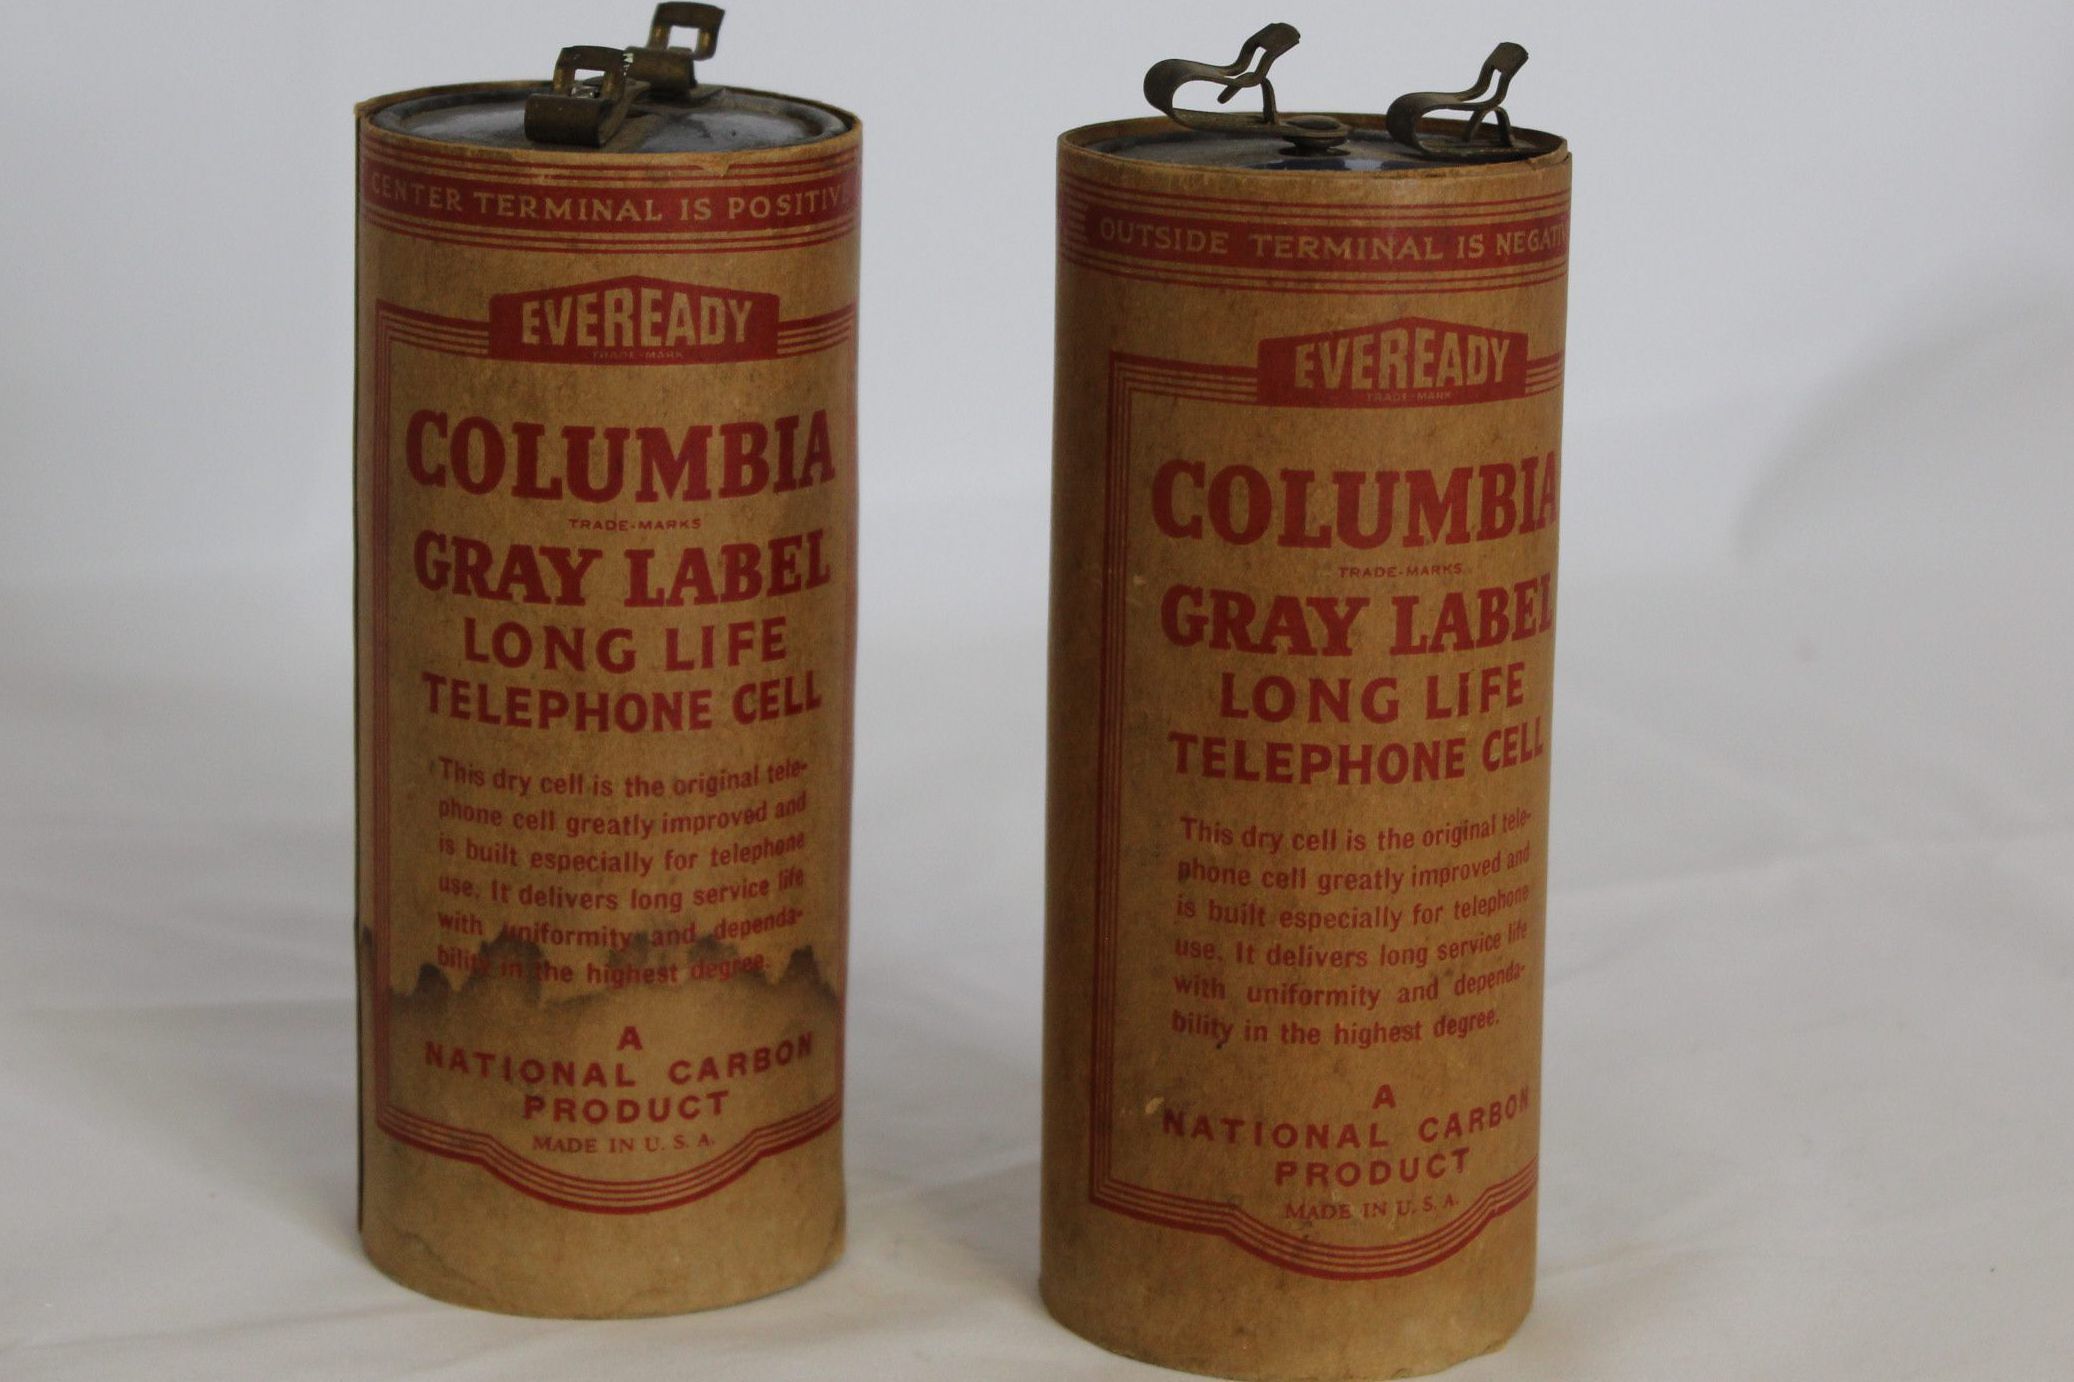 CENTER TERMINAL IS POSITIVE
EVEREADY
TRADE-MARK
COLUMBIA
TRADE-MARKS
GRAY LABEL
LONG LIFE
TELEPHONE CELL
This dry cell is the original tele-
phone cell greatly improved and
is built especially for telephone
use. It delivers long service life
with uniformity and dependa-
bility in the highest degree.
A
NATIONAL CARBON
PRODUCT
MADE IN U. S. A.
OUTSIDE TERMINAL IS NEGATIV
EVEREADY
TRADE-MARK
COLUMBIA
TRADE-MARKS
GRAY LABEL
LONG LIFE
TELEPHONE CELL
This dry cell is the original tele-
phone cell greatly improved and
is built especially for telephone
use. It delivers long service life
with uniformity and dependa-
bility in the highest degree.
A
NATIONAL CARBON
PRODUCT
MADE IN U. S. A.